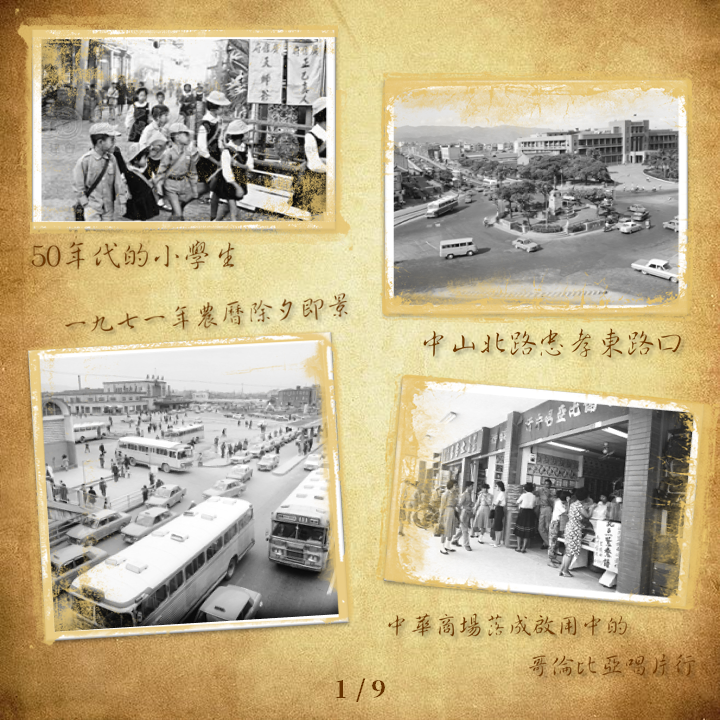 50年代的小學生
一九七一年農曆除夕即景
中山北路忠孝東路口
中華商場落成啟用中的
哥倫比亞唱片行
1/9